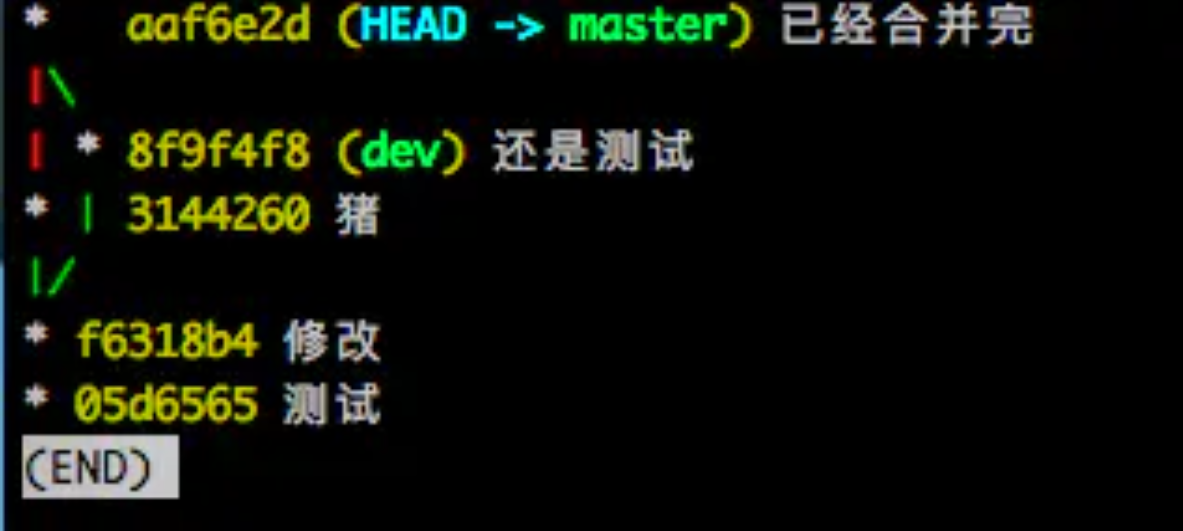 *   aaf6e2d (HEAD -> master) 已经合并完
|\
| * 8f9f4f8 (dev) 还是测试
* | 3144260 猪
|/
* f6318b4 修改
* 05d6565 测试
(END)